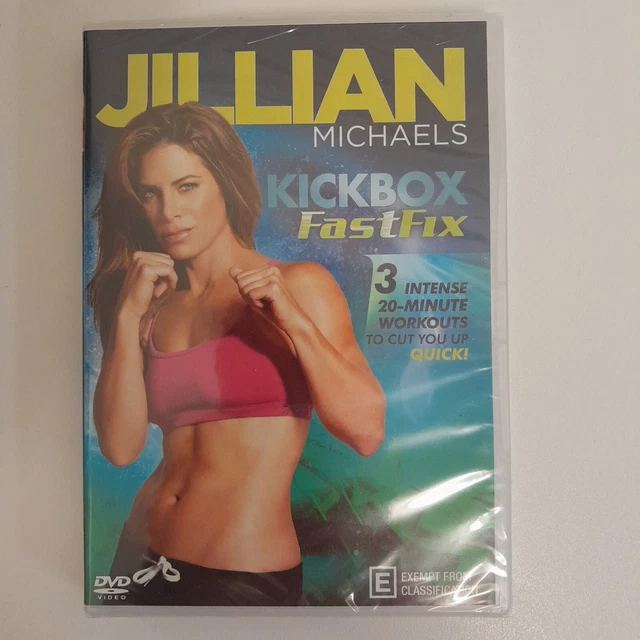 JILLIAN
MICHAELS
KICKBOX
FastFix
3 INTENSE
20-MINUTE
WORKOUTS
TO CUT YOU UP
QUICK!
DVD
VIDEO
E EXEMPT FROM
CLASSIFICATION